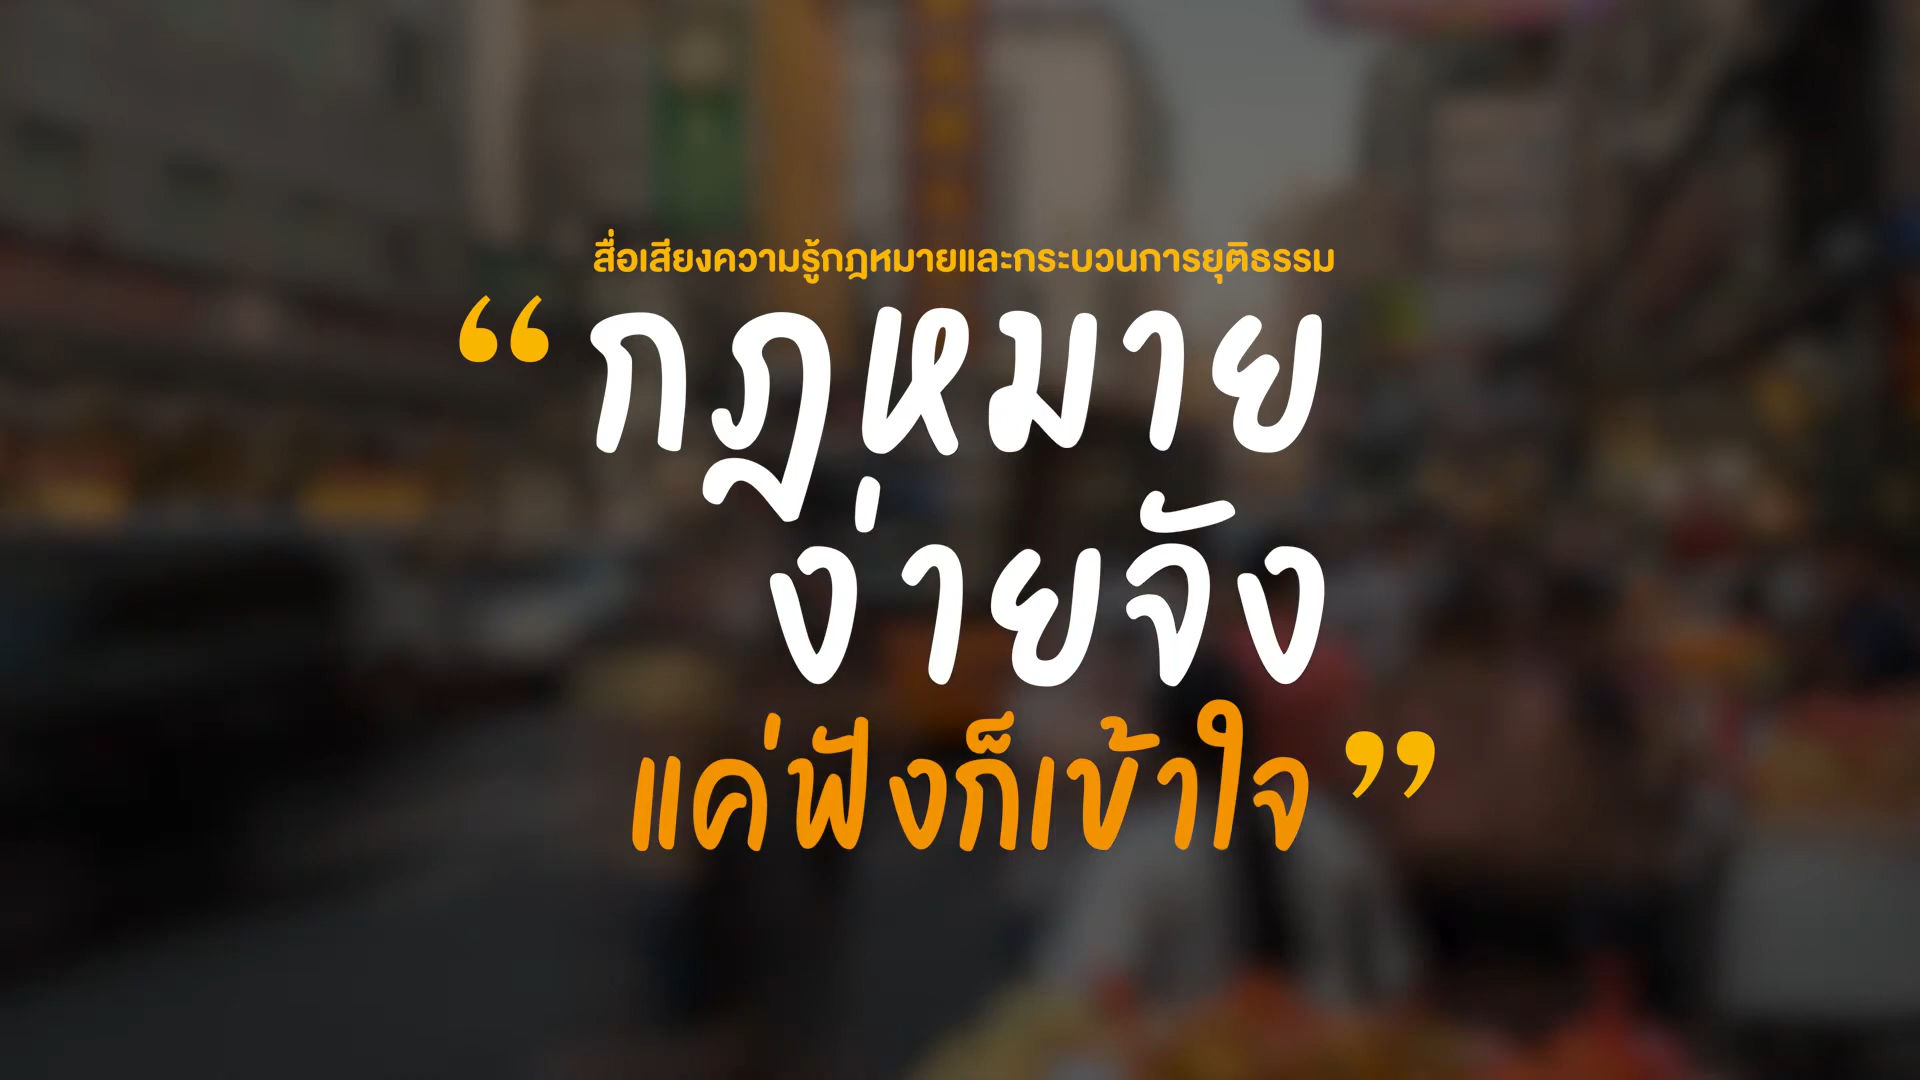 สื่อเสียงความรู้กฎหมายและกระบวนการยุติธรรม
“กฎหมาย
ง่ายจัง
แค่ฟังก็เข้าใจ”